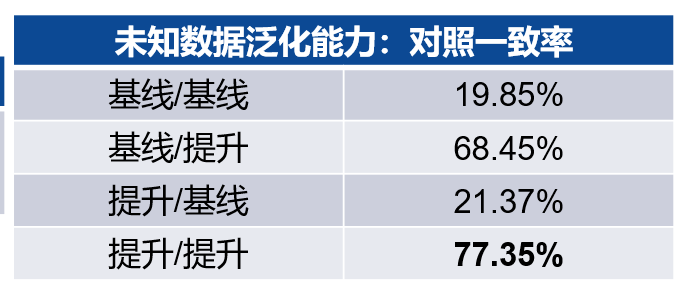 未知数据泛化能力：对照一致率
基线/基线 19.85%
基线/提升 68.45%
提升/基线 21.37%
提升/提升 77.35%